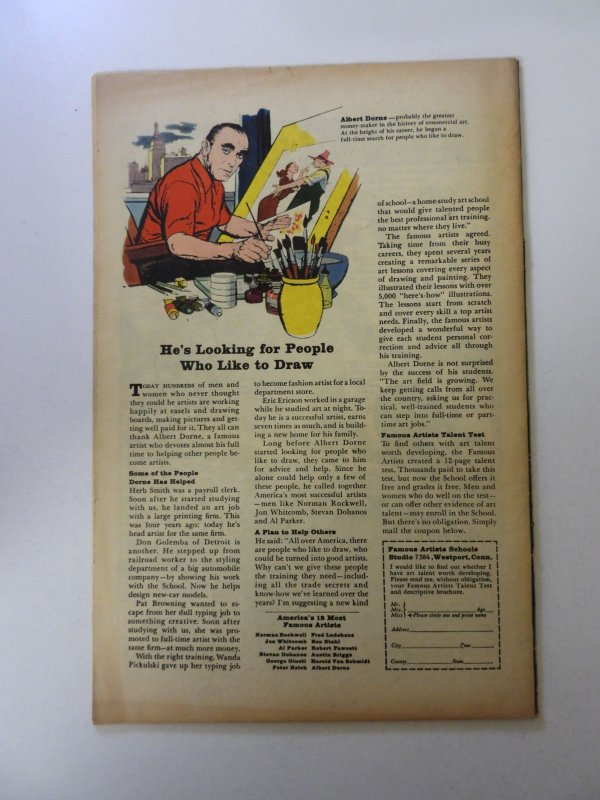 Albert Dorne —probably the greatest
money-maker in the history of commercial art.
At the height of his career, he began a
full-time search for people who like to draw.
He's Looking for People
Who Like to Draw
TODAY HUNDREDS of men and
women who never thought
they could be artists are working
happily at easels and drawing
boards, making pictures and get-
ting well paid for it. They all can
thank Albert Dorne, a famous
artist who devotes almost his full
time to helping other people be-
come artists.
Some of the People
Dorne Has Helped
Herb Smith was a payroll clerk.
Soon after he started studying
with us, he landed an art job
with a large printing firm. This
was four years ago; today he's
head artist for the same firm.
Don Golemba of Detroit is
another. He stepped up from
railroad worker to the styling
department of a big automobile
company—by showing his work
with the School. Now he helps
design new-car models.
Pat Browning wanted to es-
cape from her dull typing job to
something creative. Soon after
studying with us, she was pro-
moted to full-time artist with the
same firm—at much more money.
With the right training, Wanda
Pickulski gave up her typing job
to become fashion artist for a local
department store.
Eric Ericson worked in a garage
while he studied art at night. To-
day he is a successful artist, earns
seven times as much, and is build-
ing a new home for his family.
Long before Albert Dorne
started looking for people who
like to draw, they came to him
for advice and help. Since he
alone could help only a few of
these people, he called together
America's most successful artists
—men like Norman Rockwell,
Jon Whitcomb, Stevan Dohanos
and Al Parker.
A Plan to Help Others
He said: "All over America, there
are people who like to draw, who
could be turned into good artists.
Why can't we give these people
the training they need—includ-
ing all the trade secrets and
know-how we've learned over the
years? I'm suggesting a new kind
America's 12 Most
Famous Artists
Norman Rockwell Fred Ludekens
Jon Whitcomb Ben Stahl
Al Parker Robert Fawcett
Stevan Dohanos Austin Briggs
George Giusti Harold Von Schmidt
Peter Helck Albert Dorne
of school—a home-study art school
that would give talented people
the best professional art training,
no matter where they live."
The famous artists agreed.
Taking time from their busy
careers, they spent several years
creating a remarkable series of
art lessons covering every aspect
of drawing and painting. They
illustrated their lessons with over
5,000 "here's-how" illustrations.
The lessons start from scratch
and cover every skill a top artist
needs. Finally, the famous artists
developed a wonderful way to
give each student personal cor-
rection and advice all through
his training.
Albert Dorne is not surprised
by the success of his students.
"The art field is growing. We
keep getting calls from all over
the country, asking us for prac-
tical, well-trained students who
can step into full-time or part-
time art jobs."
Famous Artists Talent Test
To find others with art talent
worth developing, the Famous
Artists created a 12-page talent
test. Thousands paid to take this
test, but now the School offers it
free and grades it free. Men and
women who do well on the test—
or can offer other evidence of art
talent—may enroll in the School.
But there's no obligation. Simply
mail the coupon below.
Famous Artists Schools
Studio 7584, Westport, Conn.
I would like to find out whether I
have art talent worth developing.
Please send me, without obligation,
your Famous Artists Talent Test
and descriptive brochure.
Mr.
Mrs. Age
Miss Please circle one and print name
Address
City Zone
County State